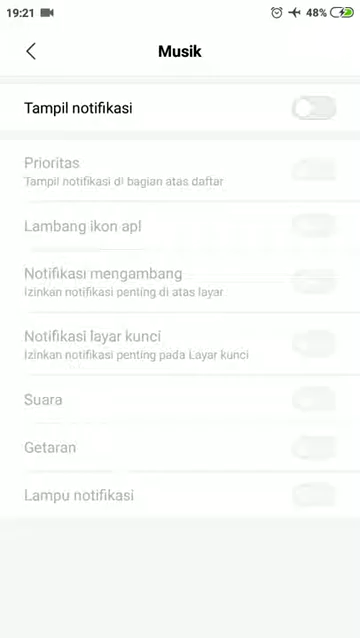 19:21
48%
Musik
Tampil notifikasi
Prioritas
Tampil notifikasi di bagian atas daftar
Lambang ikon apl
Notifikasi mengambang
Izinkan notifikasi penting di atas layar
Notifikasi layar kunci
Izinkan notifikasi penting pada Layar kunci
Suara
Getaran
Lampu notifikasi